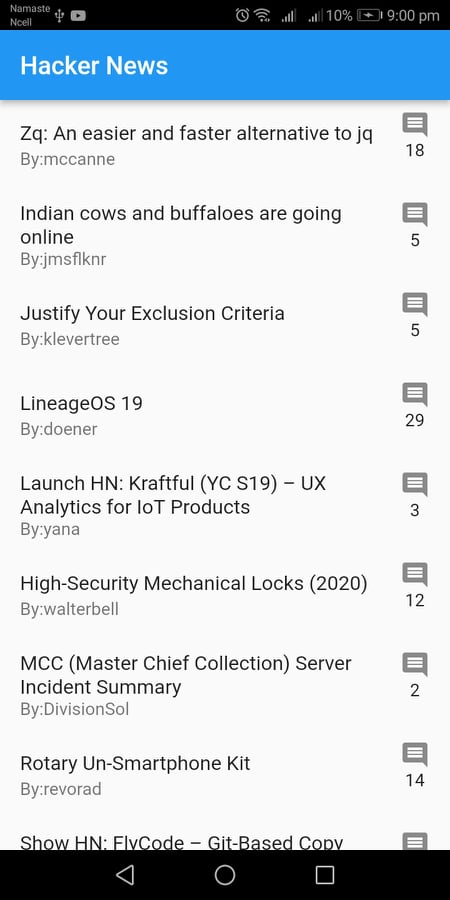 Namaste
Ncell
10%
9:00 pm
Hacker News
Zq: An easier and faster alternative to jq
By:mccanne
18
Indian cows and buffaloes are going
online
By:jmsflknr
5
Justify Your Exclusion Criteria
By:klevertree
5
LineageOS 19
By:doener
29
Launch HN: Kraftful (YC S19) – UX
Analytics for IoT Products
By:yana
3
High-Security Mechanical Locks (2020)
By:walterbell
12
MCC (Master Chief Collection) Server
Incident Summary
By:DivisionSol
2
Rotary Un-Smartphone Kit
By:revorad
14
Show HN: FlyCode – Git-Based Copy